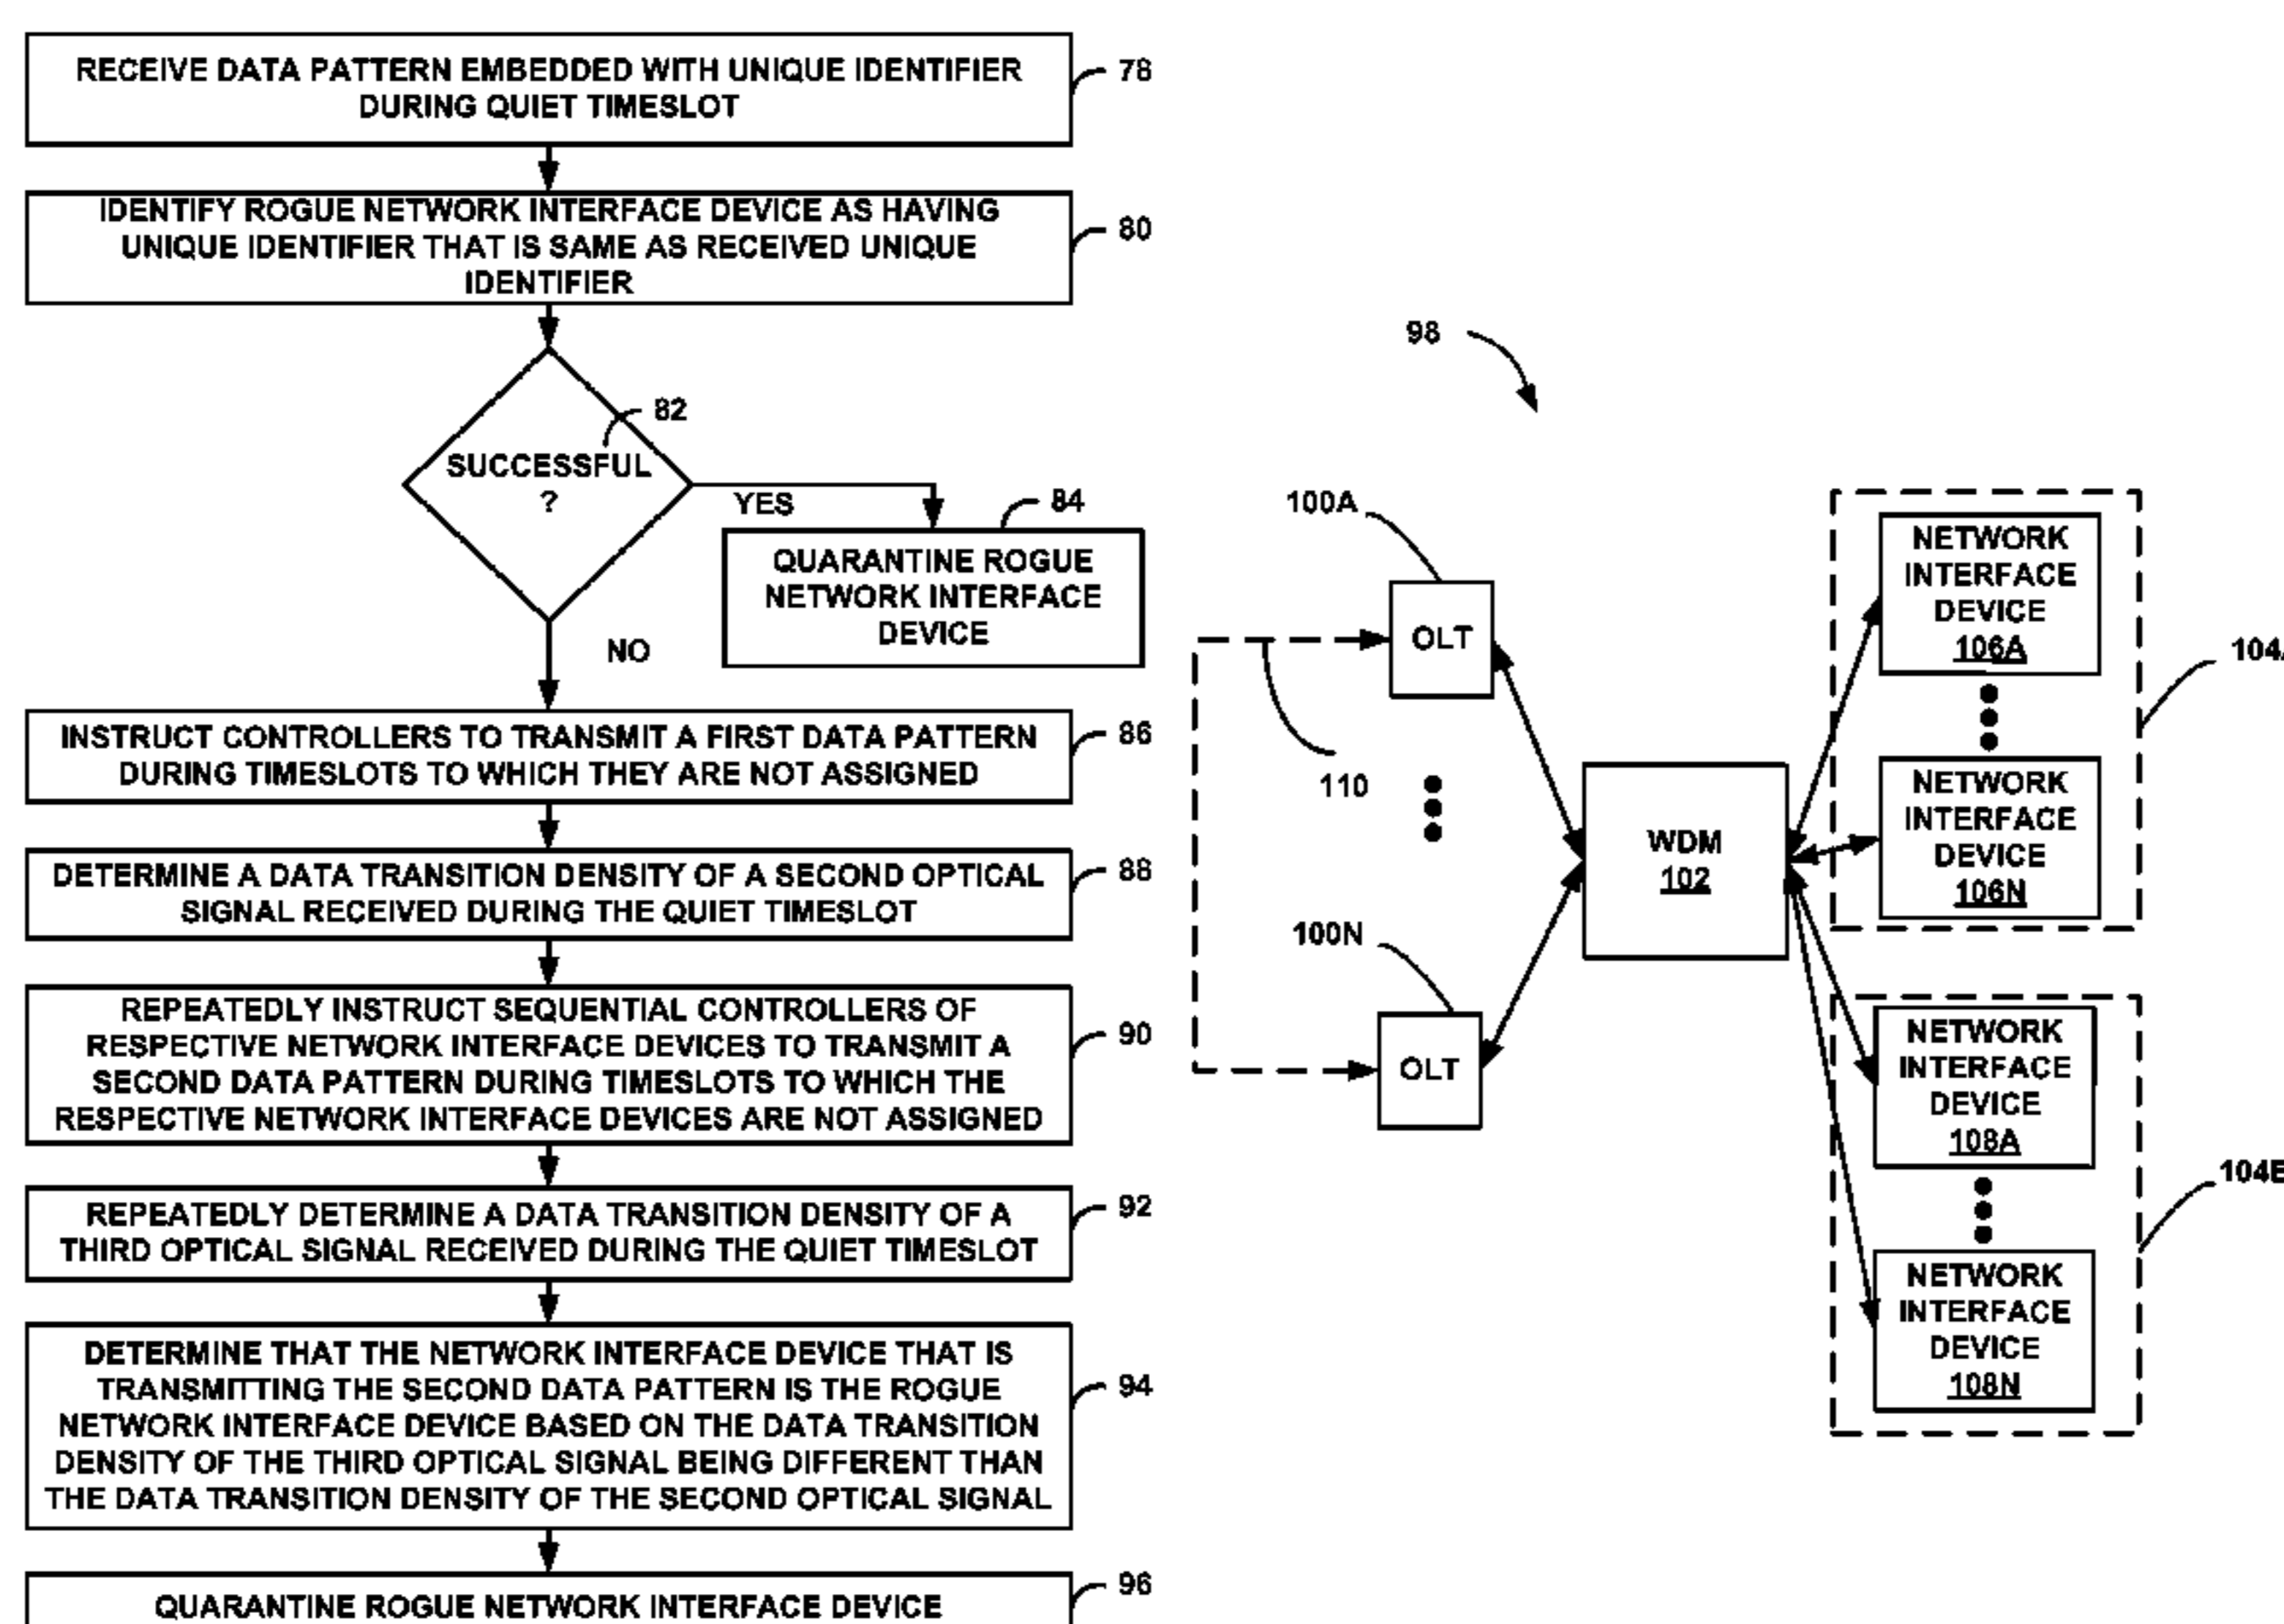 RECEIVE DATA PATTERN EMBEDDED WITH UNIQUE IDENTIFIER
DURING QUIET TIMESLOT
78
IDENTIFY ROGUE NETWORK INTERFACE DEVICE AS HAVING
UNIQUE IDENTIFIER THAT IS SAME AS RECEIVED UNIQUE
IDENTIFIER
80
82
SUCCESSFUL
?
YES
84
QUARANTINE ROGUE
NETWORK INTERFACE
DEVICE
NO
INSTRUCT CONTROLLERS TO TRANSMIT A FIRST DATA PATTERN
DURING TIMESLOTS TO WHICH THEY ARE NOT ASSIGNED
86
DETERMINE A DATA TRANSITION DENSITY OF A SECOND OPTICAL
SIGNAL RECEIVED DURING THE QUIET TIMESLOT
88
REPEATEDLY INSTRUCT SEQUENTIAL CONTROLLERS OF
RESPECTIVE NETWORK INTERFACE DEVICES TO TRANSMIT A
SECOND DATA PATTERN DURING TIMESLOTS TO WHICH THE
RESPECTIVE NETWORK INTERFACE DEVICES ARE NOT ASSIGNED
90
REPEATEDLY DETERMINE A DATA TRANSITION DENSITY OF A
THIRD OPTICAL SIGNAL RECEIVED DURING THE QUIET TIMESLOT
92
DETERMINE THAT THE NETWORK INTERFACE DEVICE THAT IS
TRANSMITTING THE SECOND DATA PATTERN IS THE ROGUE
NETWORK INTERFACE DEVICE BASED ON THE DATA TRANSITION
DENSITY OF THE THIRD OPTICAL SIGNAL BEING DIFFERENT THAN
THE DATA TRANSITION DENSITY OF THE SECOND OPTICAL SIGNAL
94
QUARANTINE ROGUE NETWORK INTERFACE DEVICE
96
98
100A
OLT
110
100N
OLT
WDM
102
NETWORK
INTERFACE
DEVICE
106A
NETWORK
INTERFACE
DEVICE
106N
104A
NETWORK
INTERFACE
DEVICE
108A
NETWORK
INTERFACE
DEVICE
108N